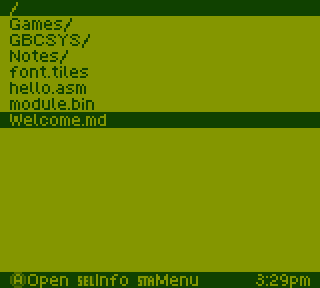 /
Games/
GBCSYS/
Notes/
font.tiles
hello.asm
module.bin
Welcome.md
ⒶOpen SELInfo STAMenu 3:29pm